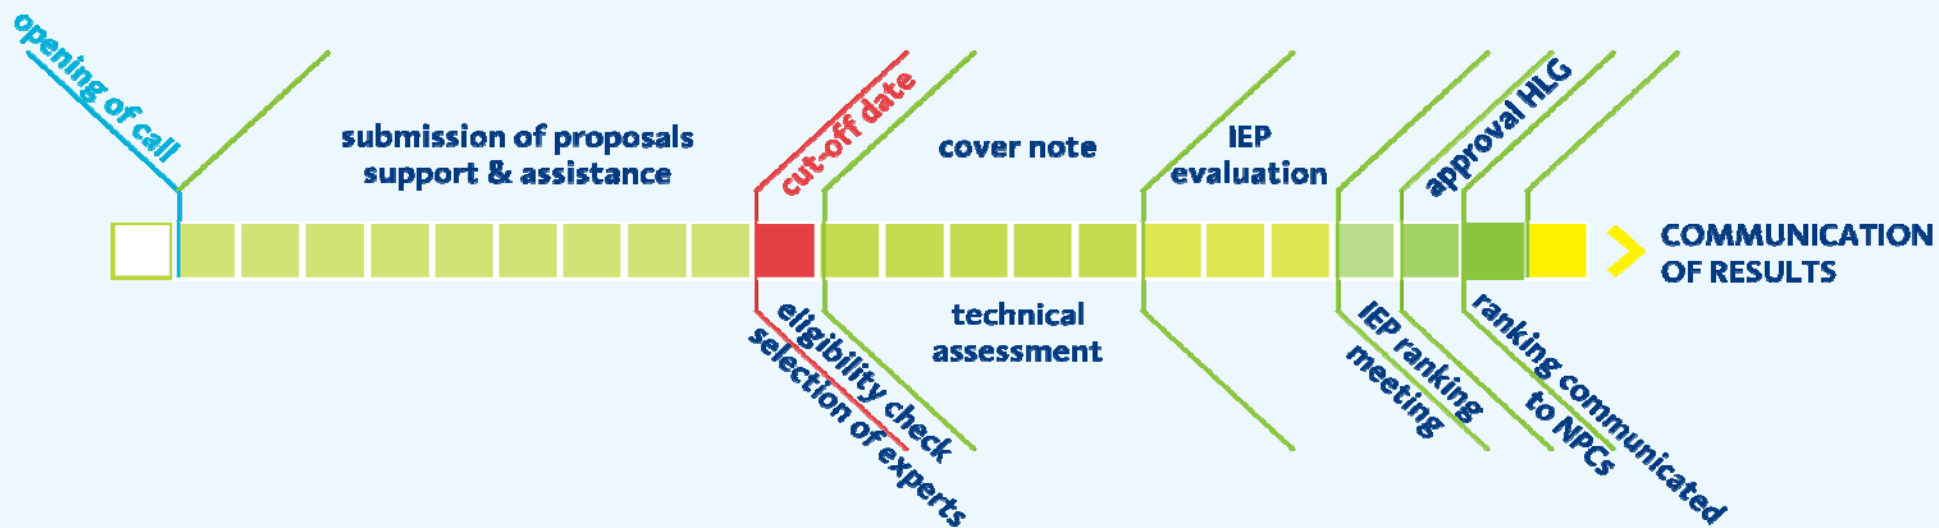 opening of call
submission of proposals
support & assistance
cut-off date
cover note
IEP
evaluation
approval HLG
COMMUNICATION
OF RESULTS
eligibility check
selection of experts
technical
assessment
IEP ranking
meeting
ranking communicated
to NPCs